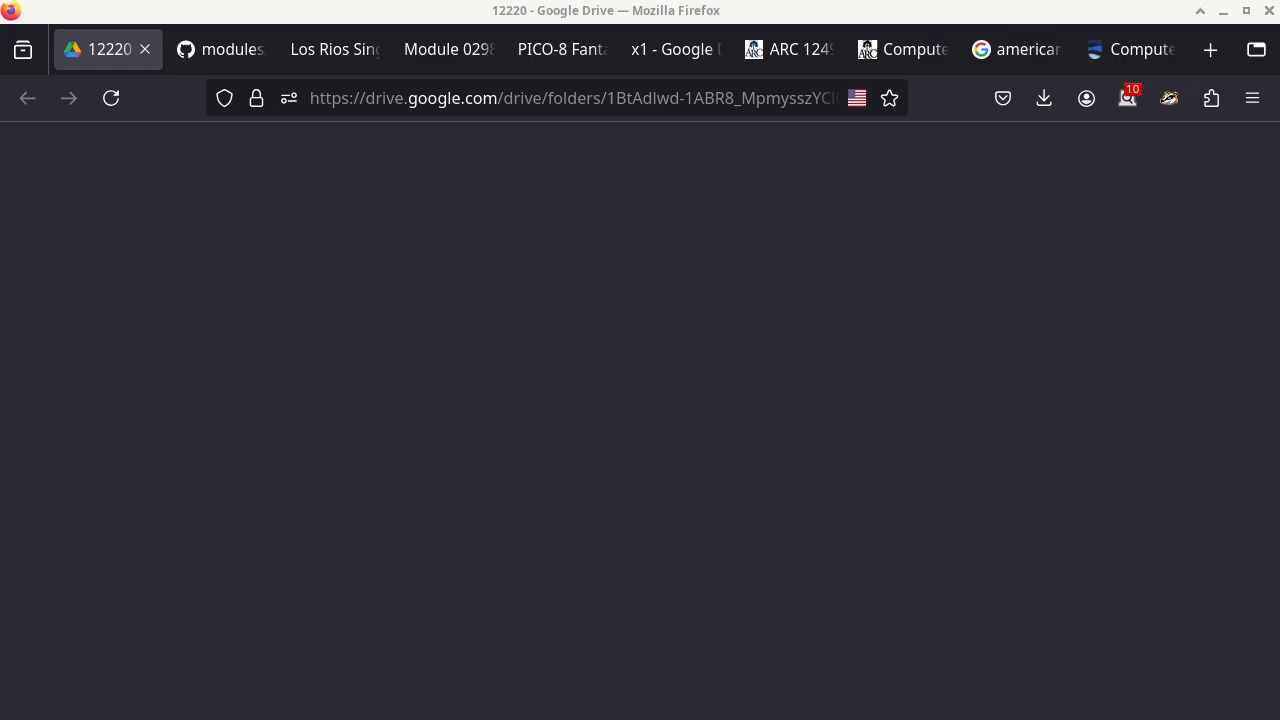 12220 - Google Drive — Mozilla Firefox
12220
modules
Los Rios Sing
Module 0298
PICO-8 Fanta
x1 - Google D
ARC 1249
Compute
american
Compute
https://drive.google.com/drive/folders/1BtAdlwd-1ABR8_MpmysszYCl
10